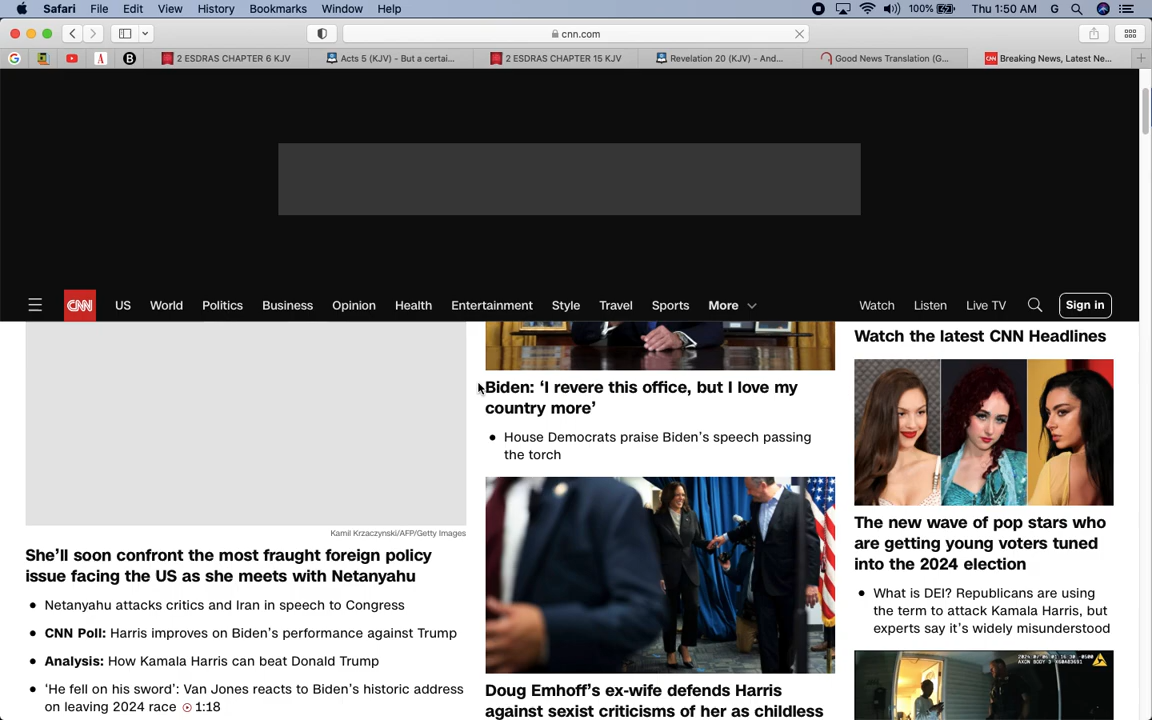 Safari File Edit View History Bookmarks Window Help 100% Thu 1:50 AM G
cnn.com
2 ESDRAS CHAPTER 6 KJV Acts 5 (KJV) - But a certai... 2 ESDRAS CHAPTER 15 KJV Revelation 20 (KJV) - And... Good News Translation (G... Breaking News, Latest Ne...
CNN US World Politics Business Opinion Health Entertainment Style Travel Sports More Watch Listen Live TV Sign in
Kamil Krzaczynski/AFP/Getty Images
She’ll soon confront the most fraught foreign policy
issue facing the US as she meets with Netanyahu
• Netanyahu attacks critics and Iran in speech to Congress
• CNN Poll: Harris improves on Biden’s performance against Trump
• Analysis: How Kamala Harris can beat Donald Trump
• ‘He fell on his sword’: Van Jones reacts to Biden’s historic address
on leaving 2024 race 1:18
Biden: ‘I revere this office, but I love my
country more’
• House Democrats praise Biden’s speech passing
the torch
Doug Emhoff’s ex-wife defends Harris
against sexist criticisms of her as childless
Watch the latest CNN Headlines
The new wave of pop stars who
are getting young voters tuned
into the 2024 election
• What is DEI? Republicans are using
the term to attack Kamala Harris, but
experts say it’s widely misunderstood